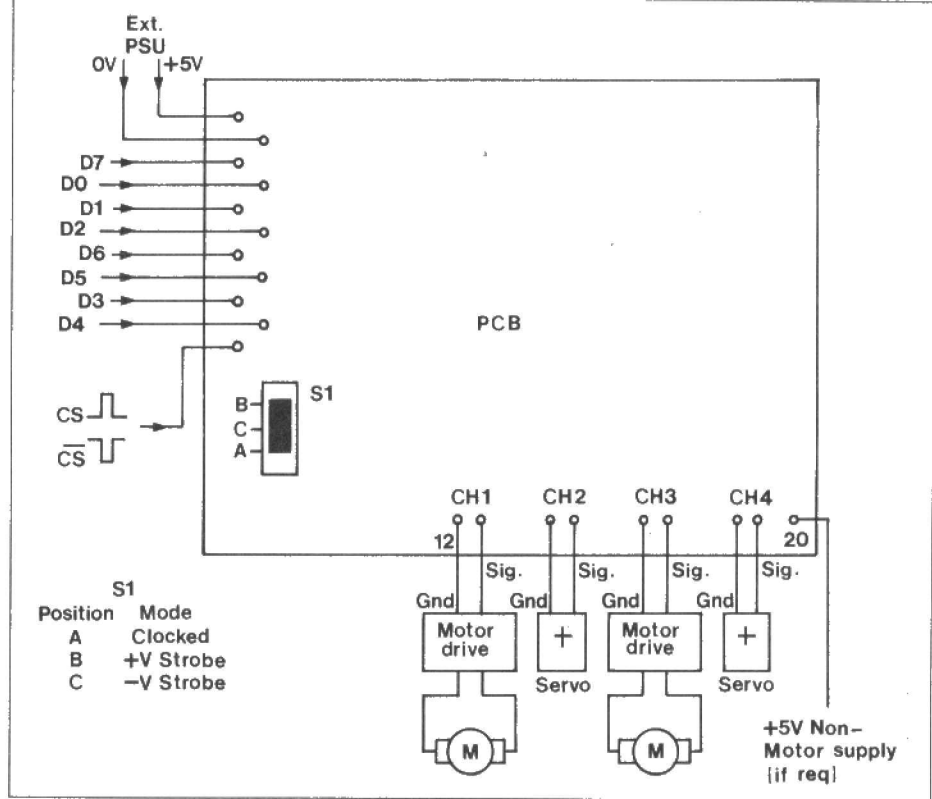 Ext.
PSU
0V +5V
D7
D0
D1
D2
D6
D5
D3
D4
PCB
CS
C̅S̅
S1
B
C
A
CH1 CH2 CH3 CH4
12 20
Sig. Sig. Sig. Sig.
Gnd Gnd Gnd Gnd
Motor
drive
+
Motor
drive
+
Servo Servo
M M
+5V Non-
Motor supply
(if req)
S1
Position Mode
A Clocked
B +V Strobe
C -V Strobe